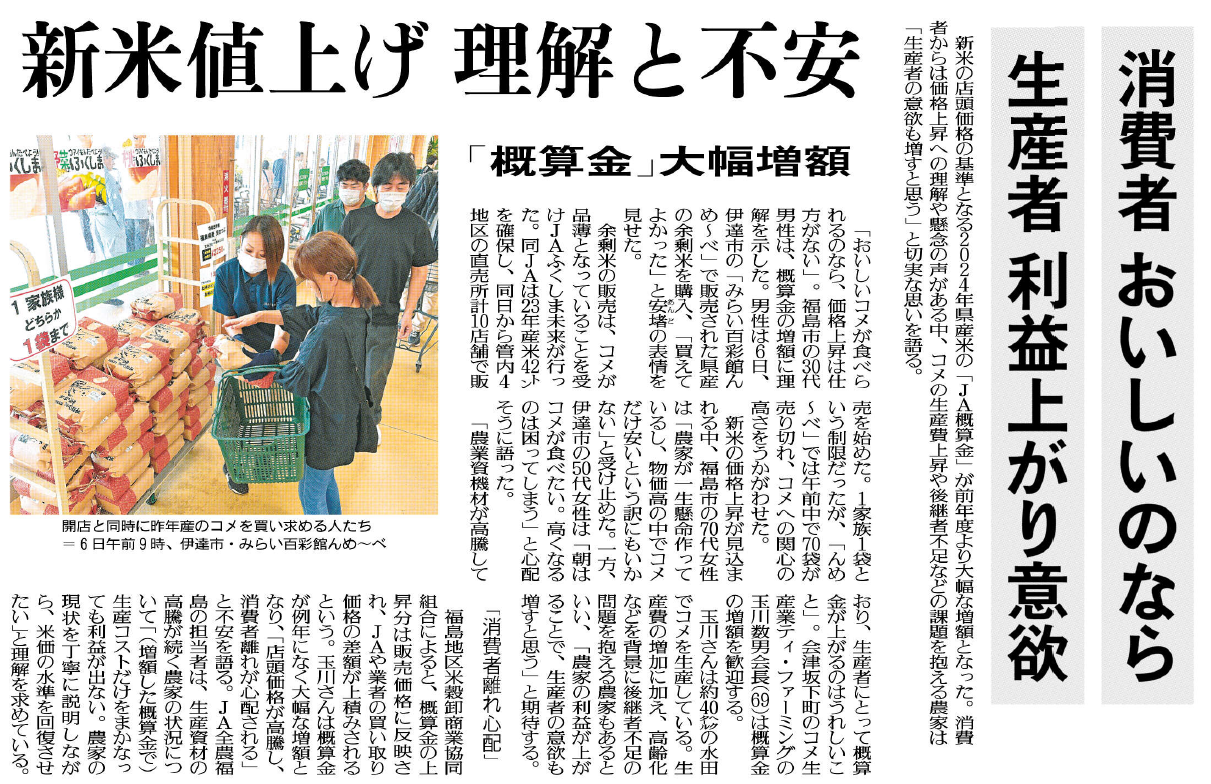 新米値上げ 理解と不安
消費者 おいしいのなら
生産者 利益上がり意欲
　新米の店頭価格の基準となる2024年県産米の「JA概算金」が前年度より大幅な増額となった。消費
者からは価格上昇への理解や懸念の声がある中、コメの生産費上昇や後継者不足などの課題を抱える農家は
「生産者の意欲も増すと思う」と切実な思いを語る。
「概算金」大幅増額
　「おいしいコメが食べら
れるのなら、価格上昇は仕
方がない」。福島市の30代
男性は、概算金の増額に理
解を示した。男性は6日、
伊達市の「みらい百彩館ん
め～べ」で販売された県産
の余剰米を購入、「買えて
よかった」と安堵の表情を
あんど
見せた。
　余剰米の販売は、コメが
品薄となっていることを受
けJAふくしま未来が行っ
た。同JAは23年産米42㌧
を確保し、同日から管内4
地区の直売所計10店舗で販
売を始めた。1家族1袋と
いう制限だったが、「んめ
～べ」では午前中で70袋が
売り切れ、コメへの関心の
高さをうかがわせた。
　新米の価格上昇が見込ま
れる中、福島市の70代女性
は「農家が一生懸命作って
いるし、物価高の中でコメ
だけ安いという訳にもいか
ない」と受け止めた。一方、
伊達市の50代女性は「朝は
コメが食べたい。高くなる
のは困ってしまう」と心配
そうに語った。
　「農業資機材が高騰して
おり、生産者にとって概算
金が上がるのはうれしいこ
と」。会津坂下町のコメ生
産業ティ・ファーミングの
玉川数男会長(69)は概算金
の増額を歓迎する。
　玉川さんは約40㌶の水田
でコメを生産している。生
産費の増加に加え、高齢化
などを背景に後継者不足の
問題を抱える農家もあると
いい、「農家の利益が上が
ることで、生産者の意欲も
増すと思う」と期待する。
「消費者離れ心配」
　福島地区米穀卸商業協同
組合によると、概算金の上
昇分は販売価格に反映さ
れ、JAや業者の買い取り
価格の差額が上積みされる
という。玉川さんは概算金
が例年になく大幅な増額と
なり、「店頭価格が高騰し、
消費者離れが心配される」
と不安を語る。JA全農福
島の担当者は、生産資材の
高騰が続く農家の状況につ
いて「(増額した概算金で)
生産コストだけをまかなっ
ても利益が出ない。農家の
現状を丁寧に説明しなが
ら、米価の水準を回復させ
たい」と理解を求めている。
1家族様
どちらか
1袋まで
開店と同時に昨年産のコメを買い求める人たち
＝6日午前9時、伊達市・みらい百彩館んめ～べ